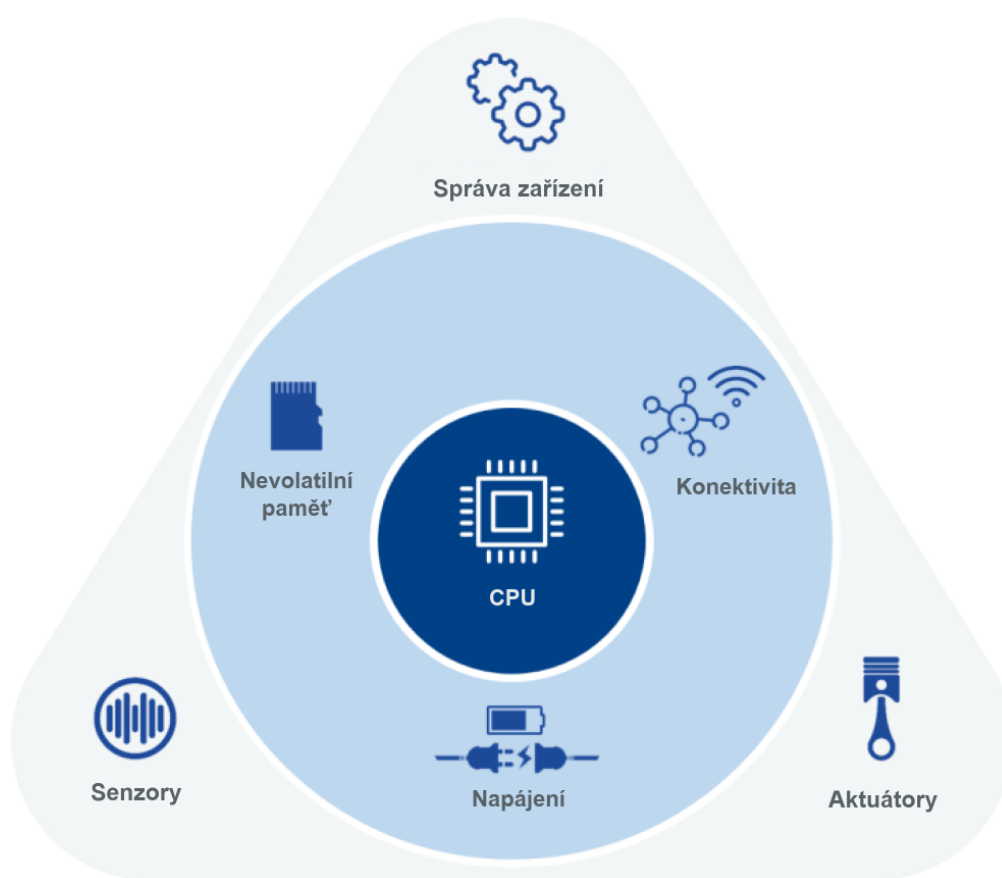 Správa zařízení
Nevolatilní
paměť
Konektivita
CPU
Senzory
Napájení
Aktuátory